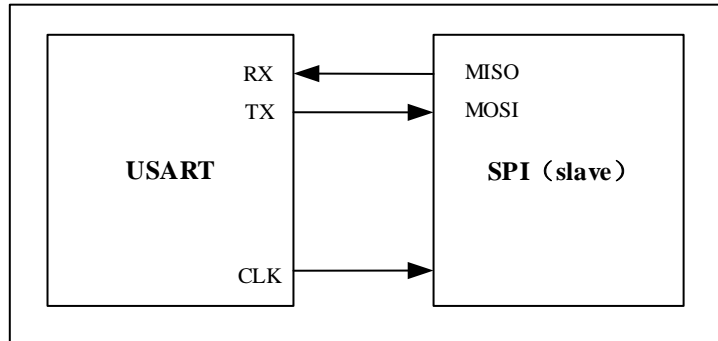 RX
MISO
TX
MOSI
USART
SPI（slave）
CLK